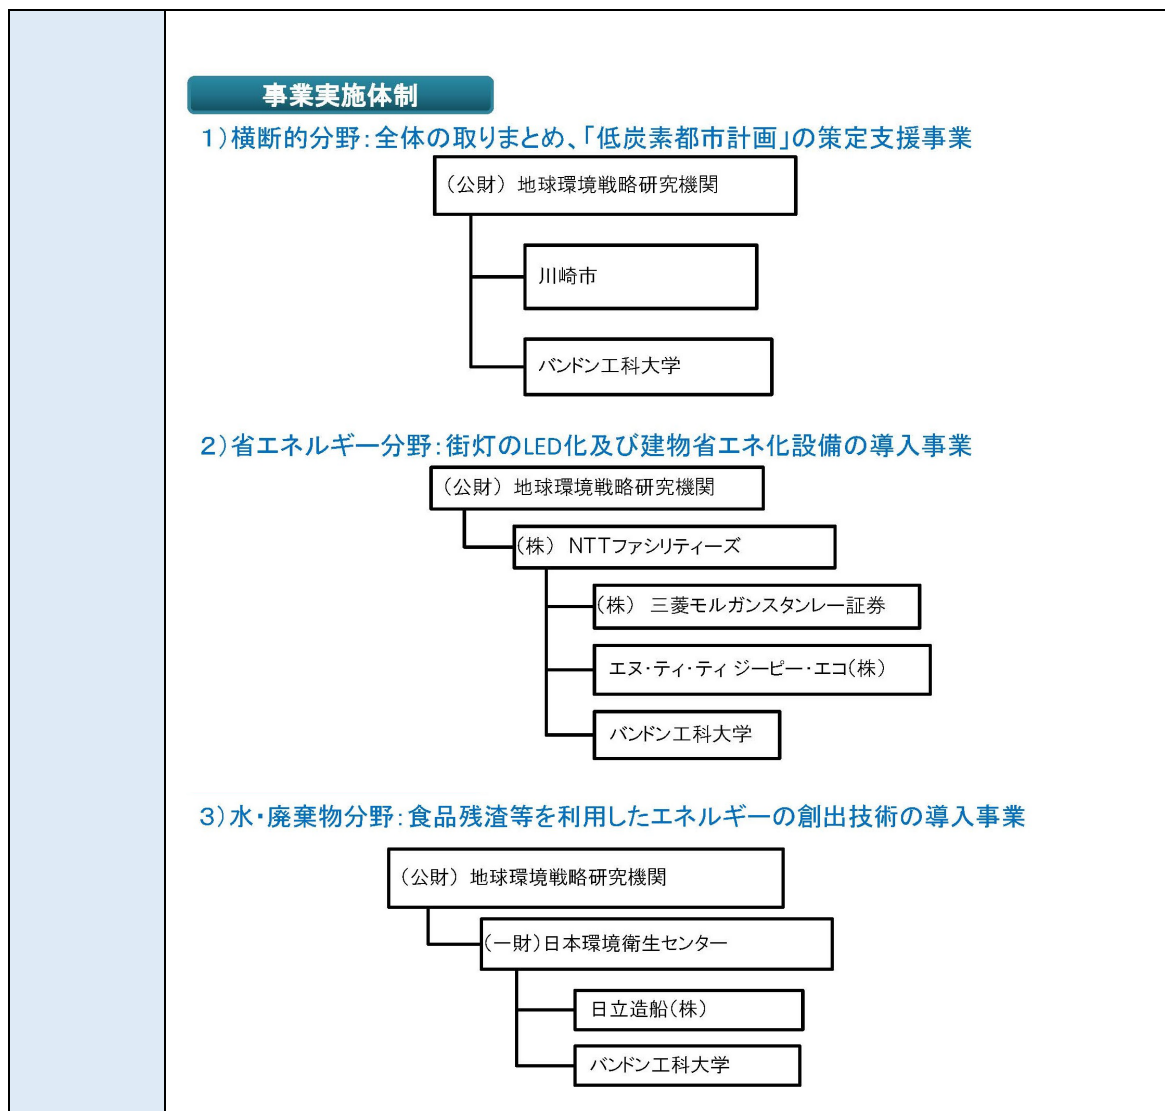 事業実施体制
1)横断的分野:全体の取りまとめ、「低炭素都市計画」の策定支援事業
(公財) 地球環境戦略研究機関
川崎市
バンドン工科大学
2)省エネルギー分野:街灯のLED化及び建物省エネ化設備の導入事業
(公財) 地球環境戦略研究機関
(株) NTTファシリティーズ
(株) 三菱モルガンスタンレー証券
エヌ・ティ・ティ ジーピー・エコ(株)
バンドン工科大学
3)水・廃棄物分野:食品残渣等を利用したエネルギーの創出技術の導入事業
(公財) 地球環境戦略研究機関
(一財)日本環境衛生センター
日立造船(株)
バンドン工科大学